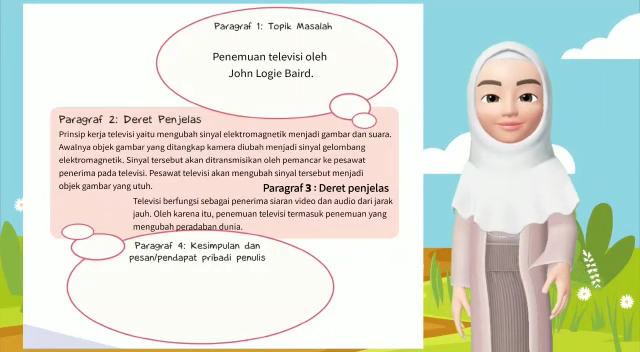 Paragraf 1: Topik Masalah
Penemuan televisi oleh
John Logie Baird.
Paragraf 2: Deret Penjelas
Prinsip kerja televisi yaitu mengubah sinyal elektromagnetik menjadi gambar dan suara.
Awalnya objek gambar yang ditangkap kamera diubah menjadi sinyal gelombang
elektromagnetik. Sinyal tersebut akan ditransmisikan oleh pemancar ke pesawat
penerima pada televisi. Pesawat televisi akan mengubah sinyal tersebut menjadi
objek gambar yang utuh.
Paragraf 3 : Deret penjelas
Televisi berfungsi sebagai penerima siaran video dan audio dari jarak
jauh. Oleh karena itu, penemuan televisi termasuk penemuan yang
mengubah peradaban dunia.
Paragraf 4: Kesimpulan dan
pesan/pendapat pribadi penulis